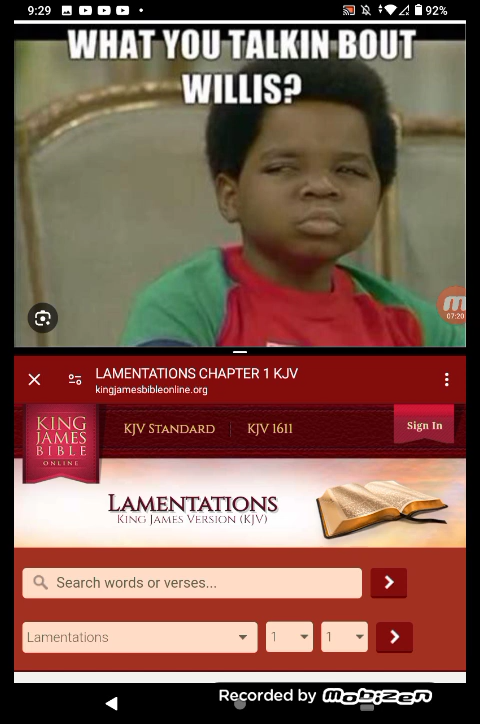 9:29
92%
WHAT YOU TALKIN BOUT
WILLIS?
07:20
LAMENTATIONS CHAPTER 1 KJV
kingjamesbibleonline.org
KING
JAMES
BIBLE
ONLINE
KJV STANDARD
KJV 1611
Sign In
LAMENTATIONS
KING JAMES VERSION (KJV)
Search words or verses...
Lamentations
1
1
Recorded by Mobizen